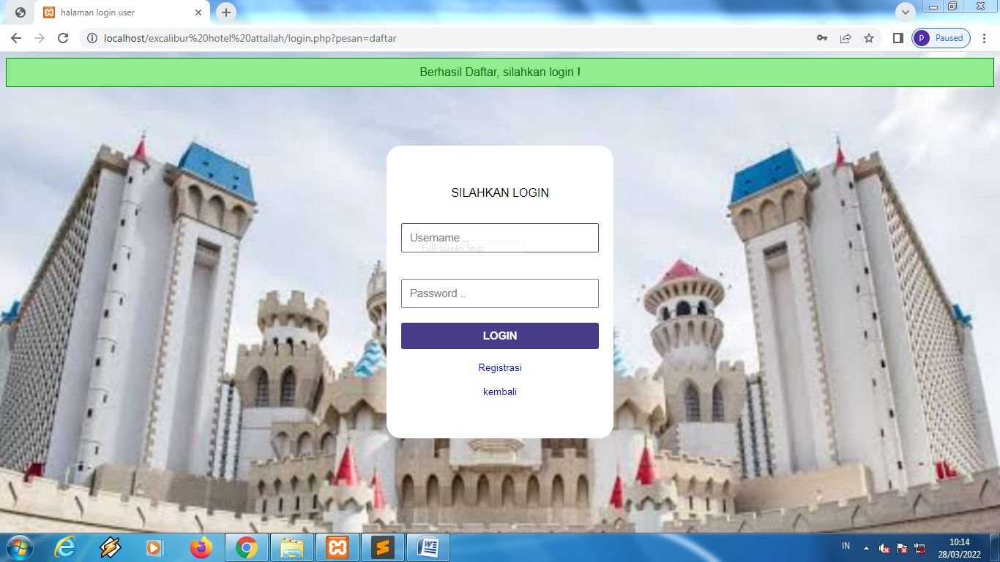 halaman login user
localhost/excalibur%20hotel%20attallah/login.php?pesan=daftar
p Paused
Berhasil Daftar, silahkan login !
SILAHKAN LOGIN
Username ..
Full-screen Snip
Password ..
LOGIN
Registrasi
kembali
IN
10:14
28/03/2022